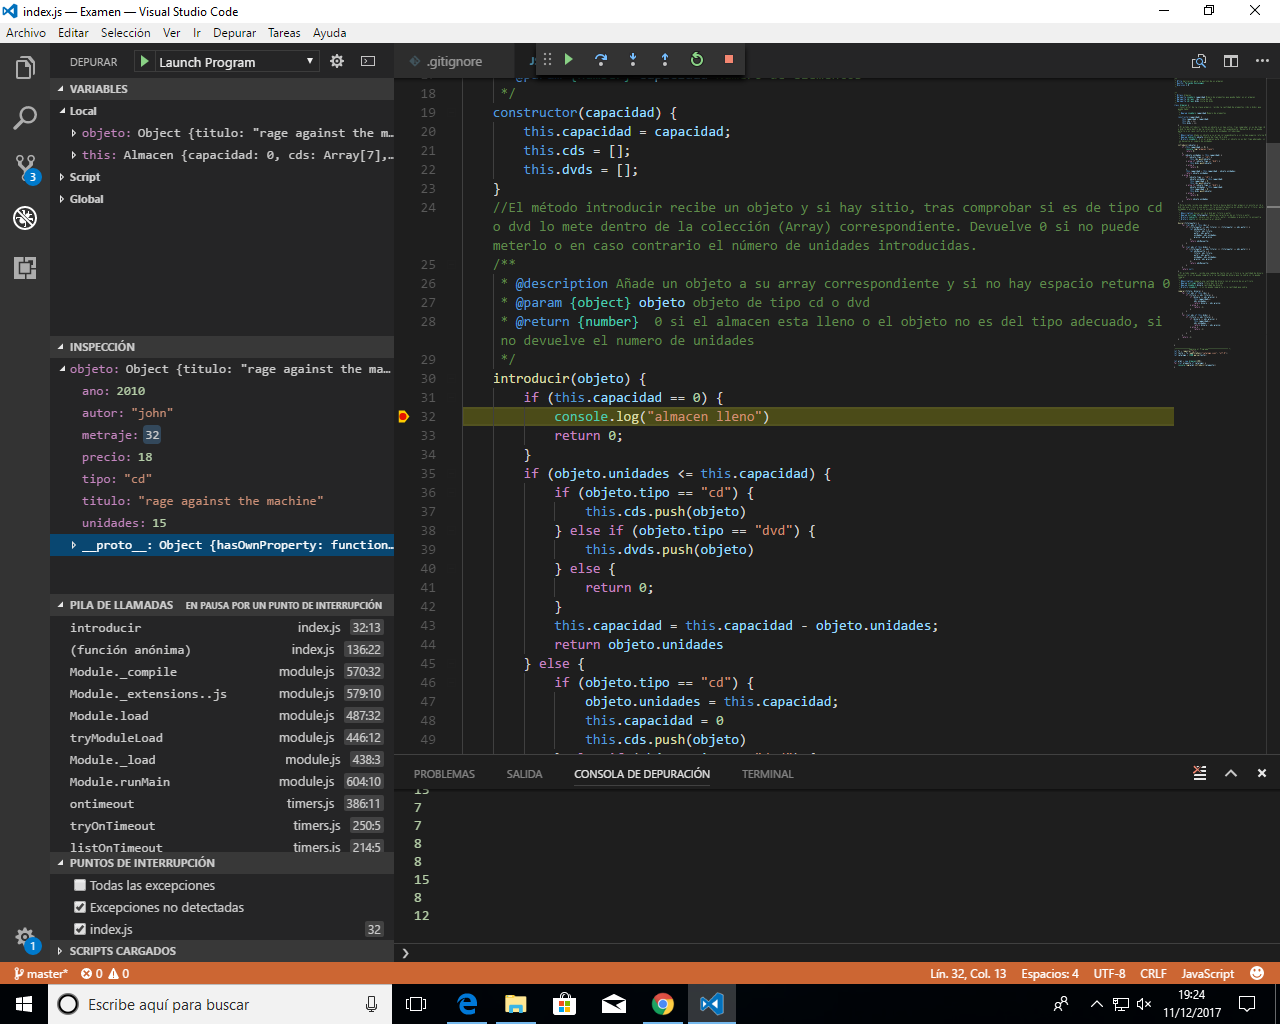 index.js — Examen — Visual Studio Code
Archivo Editar Selección Ver Ir Depurar Tareas Ayuda
DEPURAR Launch Program
.gitignore
VARIABLES
Local
objeto: Object {titulo: "rage against the m…
this: Almacen {capacidad: 0, cds: Array[7],…
Script
Global
3
INSPECCIÓN
objeto: Object {titulo: "rage against the ma…
ano: 2010
autor: "john"
metraje: 32
precio: 18
tipo: "cd"
titulo: "rage against the machine"
unidades: 15
__proto__: Object {hasOwnProperty: function…
PILA DE LLAMADAS EN PAUSA POR UN PUNTO DE INTERRUPCIÓN
introducir index.js 32:13
(función anónima) index.js 136:22
Module._compile module.js 570:32
Module._extensions..js module.js 579:10
Module.load module.js 487:32
tryModuleLoad module.js 446:12
Module._load module.js 438:3
Module.runMain module.js 604:10
ontimeout timers.js 386:11
tryOnTimeout timers.js 250:5
listOnTimeout timers.js 214:5
PUNTOS DE INTERRUPCIÓN
Todas las excepciones
Excepciones no detectadas
index.js 32
SCRIPTS CARGADOS
1
18 */
19 constructor(capacidad) {
20 this.capacidad = capacidad;
21 this.cds = [];
22 this.dvds = [];
23 }
24 //El método introducir recibe un objeto y si hay sitio, tras comprobar si es de tipo cd
o dvd lo mete dentro de la colección (Array) correspondiente. Devuelve 0 si no puede
meterlo o en caso contrario el número de unidades introducidas.
25 /**
26 * @description Añade un objeto a su array correspondiente y si no hay espacio returna 0
27 * @param {object} objeto objeto de tipo cd o dvd
28 * @return {number} 0 si el almacen esta lleno o el objeto no es del tipo adecuado, si
no devuelve el numero de unidades
29 */
30 introducir(objeto) {
31 if (this.capacidad == 0) {
32 console.log("almacen lleno")
33 return 0;
34 }
35 if (objeto.unidades <= this.capacidad) {
36 if (objeto.tipo == "cd") {
37 this.cds.push(objeto)
38 } else if (objeto.tipo == "dvd") {
39 this.dvds.push(objeto)
40 } else {
41 return 0;
42 }
43 this.capacidad = this.capacidad - objeto.unidades;
44 return objeto.unidades
45 } else {
46 if (objeto.tipo == "cd") {
47 objeto.unidades = this.capacidad;
48 this.capacidad = 0
49 this.cds.push(objeto)
PROBLEMAS SALIDA CONSOLA DE DEPURACIÓN TERMINAL
15
7
7
8
8
15
8
12
master* 0 0 Lín. 32, Col. 13 Espacios: 4 UTF-8 CRLF JavaScript
Escribe aquí para buscar
19:24
11/12/2017